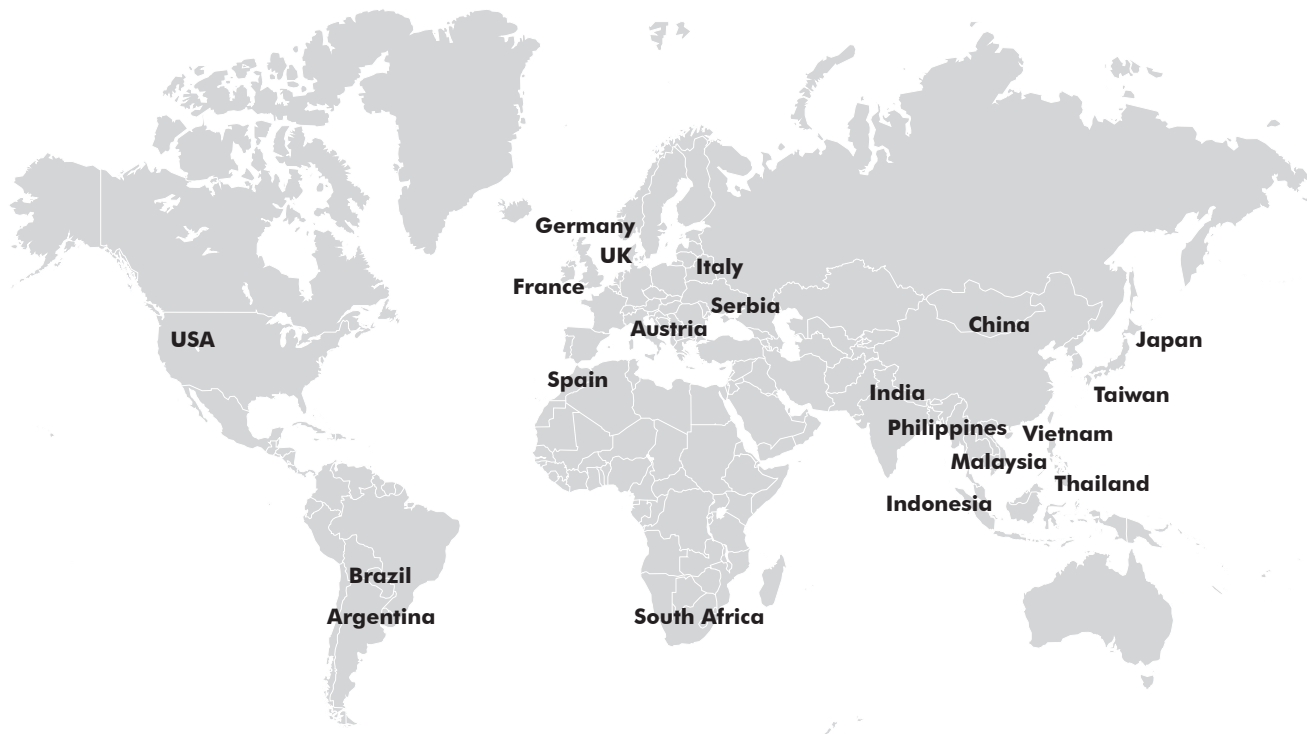 Germany
UK
Italy
France
Serbia
Austria
USA
China
Japan
Spain
India
Taiwan
Philippines
Vietnam
Malaysia
Thailand
Indonesia
Brazil
Argentina
South Africa